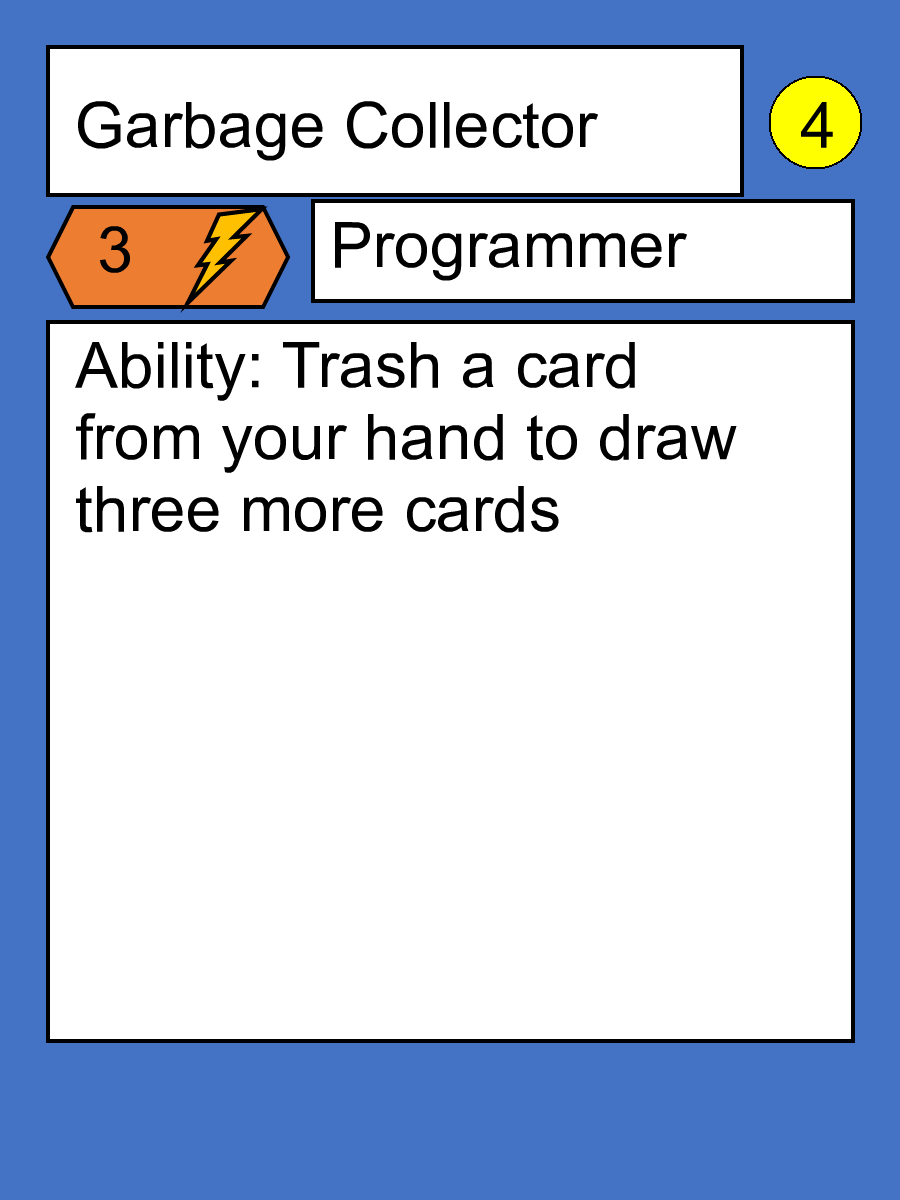 Garbage Collector
4
3
Programmer
Ability: Trash a card
from your hand to draw
three more cards